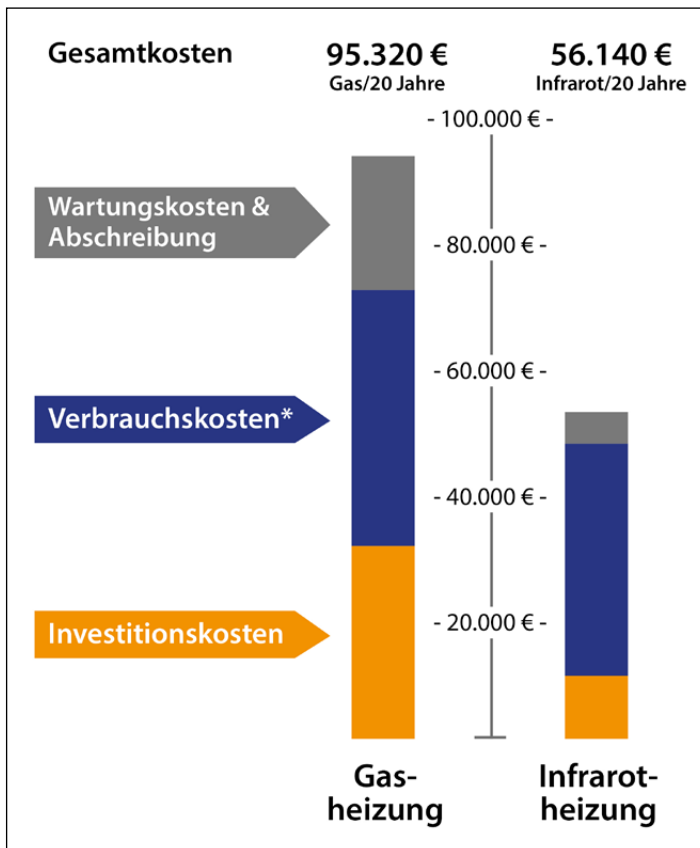 Gesamtkosten
95.320 €
Gas/20 Jahre
56.140 €
Infrarot/20 Jahre
- 100.000 € -
Wartungskosten &
Abschreibung
- 80.000 € -
- 60.000 € -
Verbrauchskosten*
- 40.000 € -
Investitionskosten
- 20.000 € -
Gas-
heizung
Infrarot-
heizung